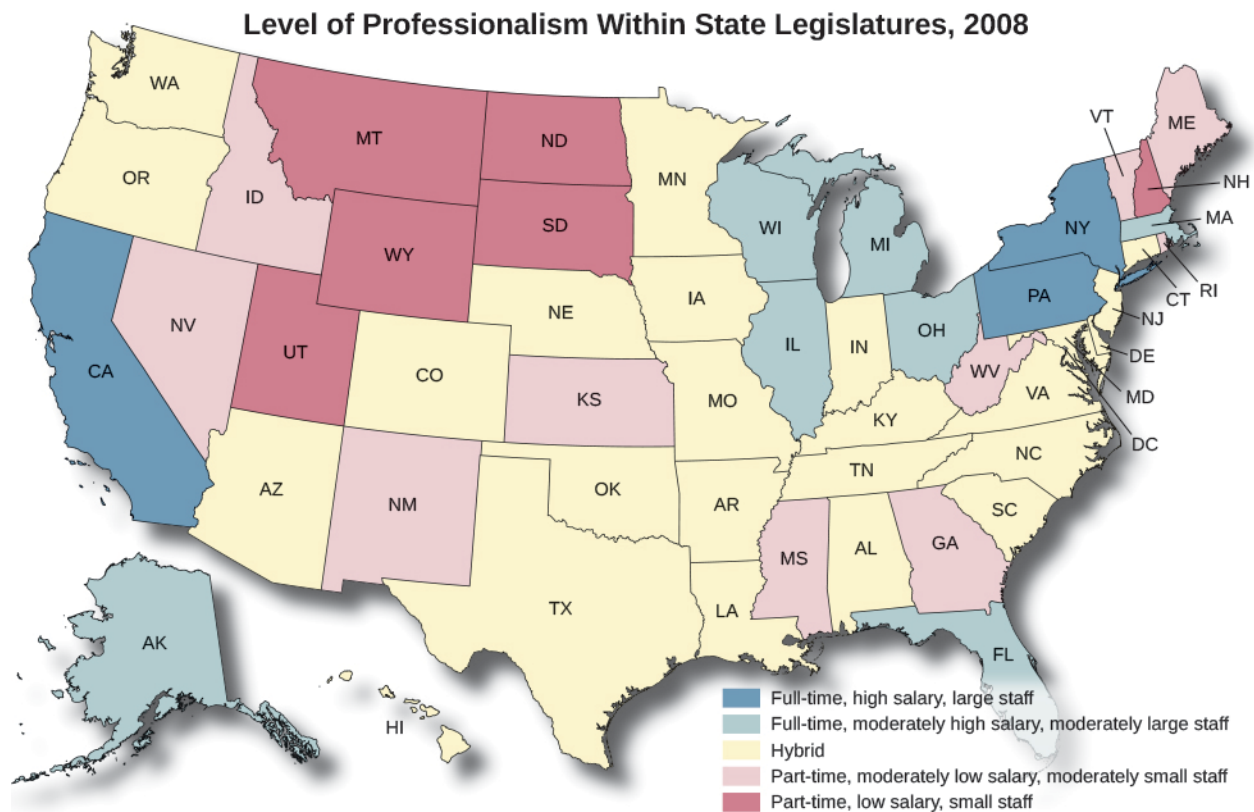 Level of Professionalism Within State Legislatures, 2008
WA
MT
ND
MN
VT
ME
OR
ID
SD
WI
MI
NY
NH
MA
WY
IA
PA
RI
CT
NV
NE
OH
NJ
CA
UT
CO
IL
IN
DE
WV
KS
MO
VA
MD
KY
DC
NC
AZ
NM
OK
AR
TN
SC
MS
AL
GA
TX
LA
AK
FL
HI
Full-time, high salary, large staff
Full-time, moderately high salary, moderately large staff
Hybrid
Part-time, moderately low salary, moderately small staff
Part-time, low salary, small staff